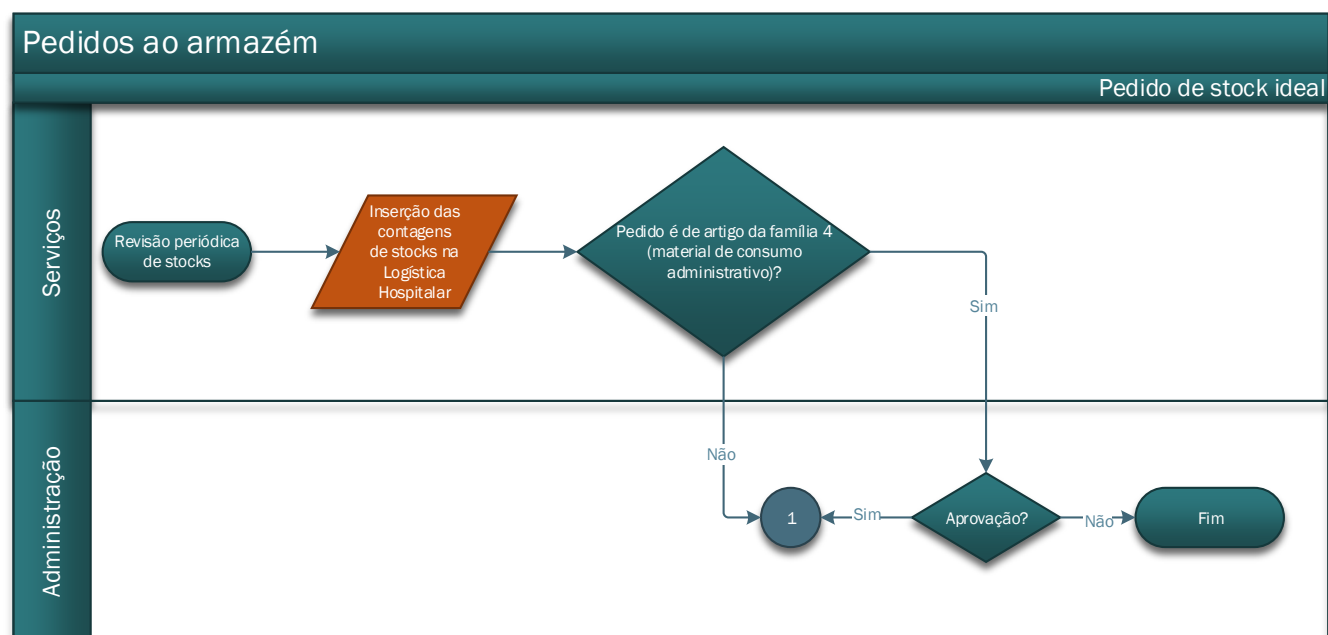 Pedidos ao armazém
Pedido de stock ideal
Serviços
Revisão periódica
de stocks
Inserção das
contagens
de stocks na
Logística
Hospitalar
Pedido é de artigo da família 4
(material de consumo
administrativo)?
Sim
Não
Administração
1
Sim
Aprovação?
Não
Fim